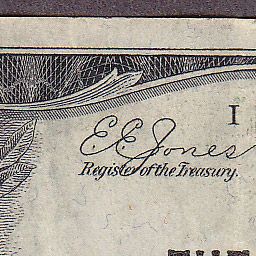 I
E.E. Jones
Register of the Treasury.